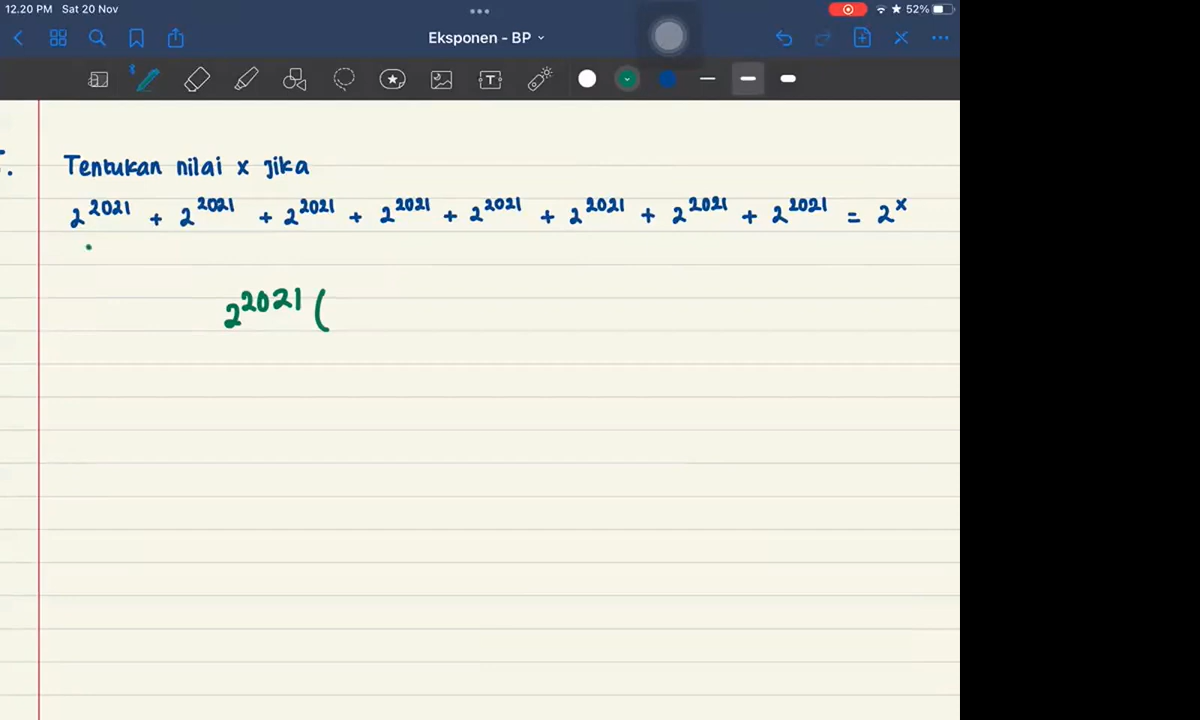 12.20 PM Sat 20 Nov 52%
Eksponen - BP
Tentukan nilai x jika
2^2021 + 2^2021 + 2^2021 + 2^2021 + 2^2021 + 2^2021 + 2^2021 + 2^2021 = 2^x
2^2021 (